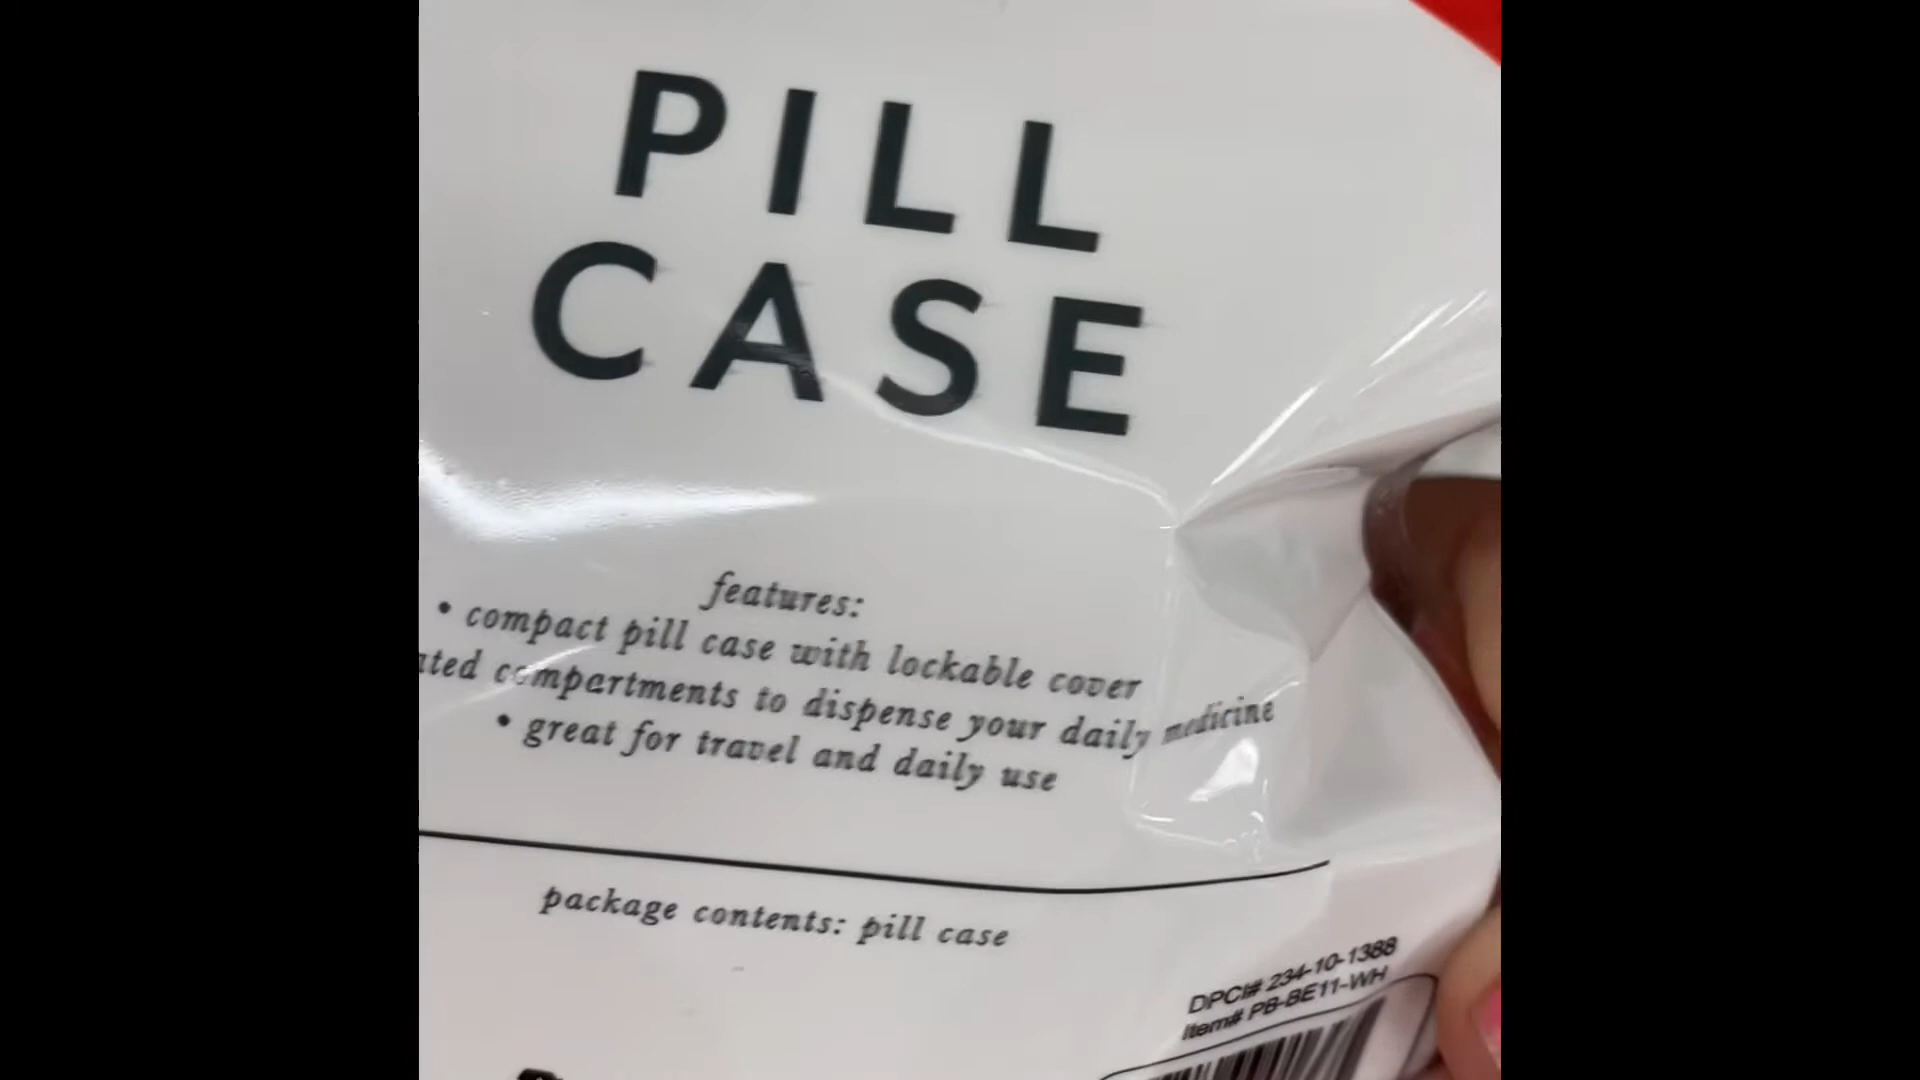 PILL
CASE
features:
• compact pill case with lockable cover
compartments to dispense your daily medicine
• great for travel and daily use
package contents: pill case
DPCI# 234-10-1388
Item# PB-BE11-WH